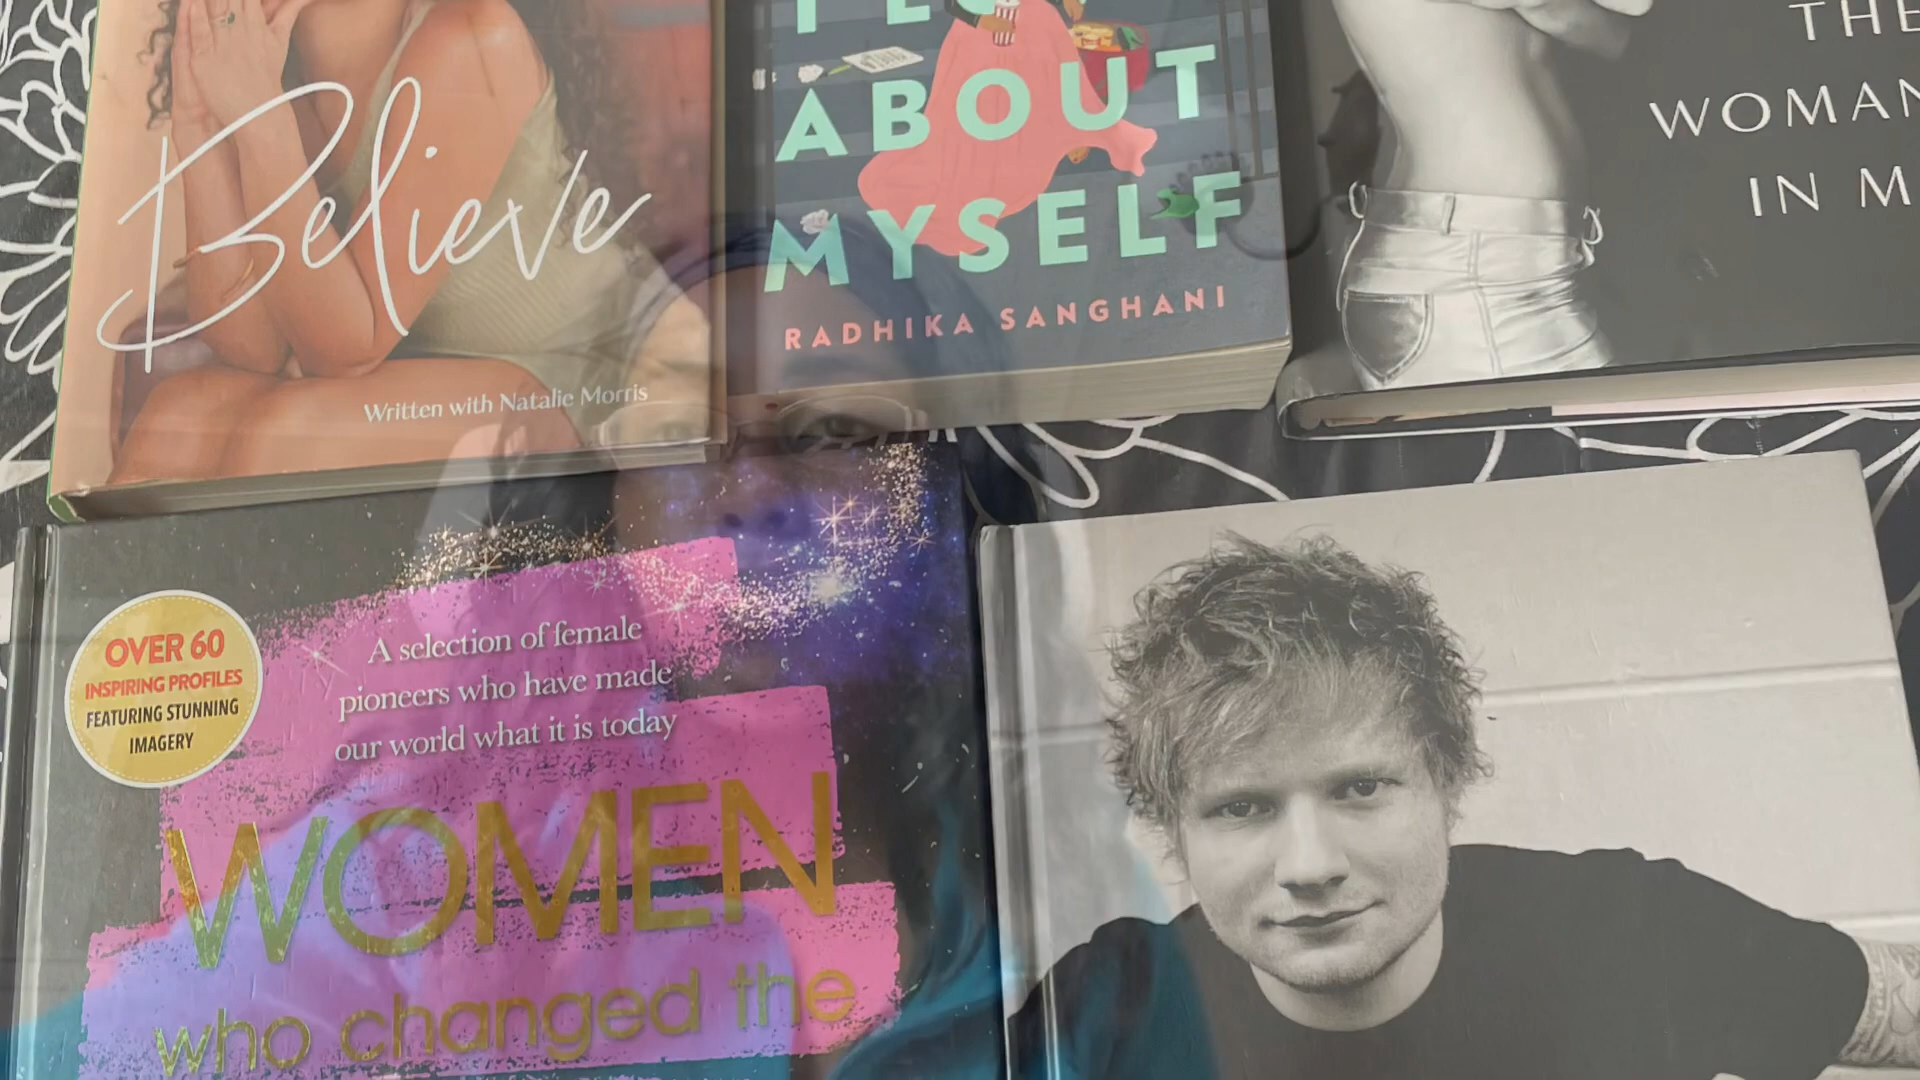 Believe
Written with Natalie Morris
ABOUT
MYSELF
RADHIKA SANGHANI
THE
WOMAN
IN M
OVER 60
INSPIRING PROFILES
FEATURING STUNNING
IMAGERY
A selection of female
pioneers who have made
our world what it is today
WOMEN
who changed the